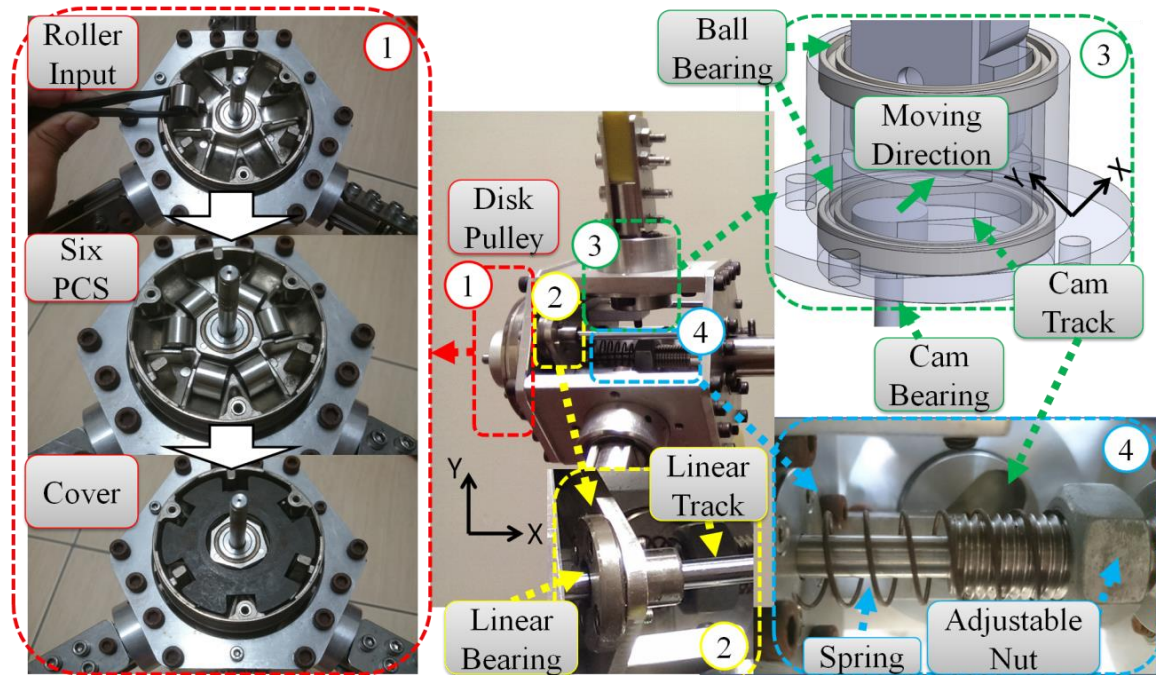 Roller
Input
1
Six
PCS
Cover
Disk
Pulley
1
2
3
4
Y
X
Linear
Track
Linear
Bearing
2
Ball
Bearing
3
Moving
Direction
Y
X
Cam
Track
Cam
Bearing
4
Spring
Adjustable
Nut